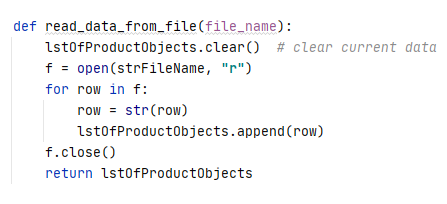 def read_data_from_file(file_name):
    lstOfProductObjects.clear()  # clear current data
    f = open(strFileName, "r")
    for row in f:
        row = str(row)
        lstOfProductObjects.append(row)
    f.close()
    return lstOfProductObjects